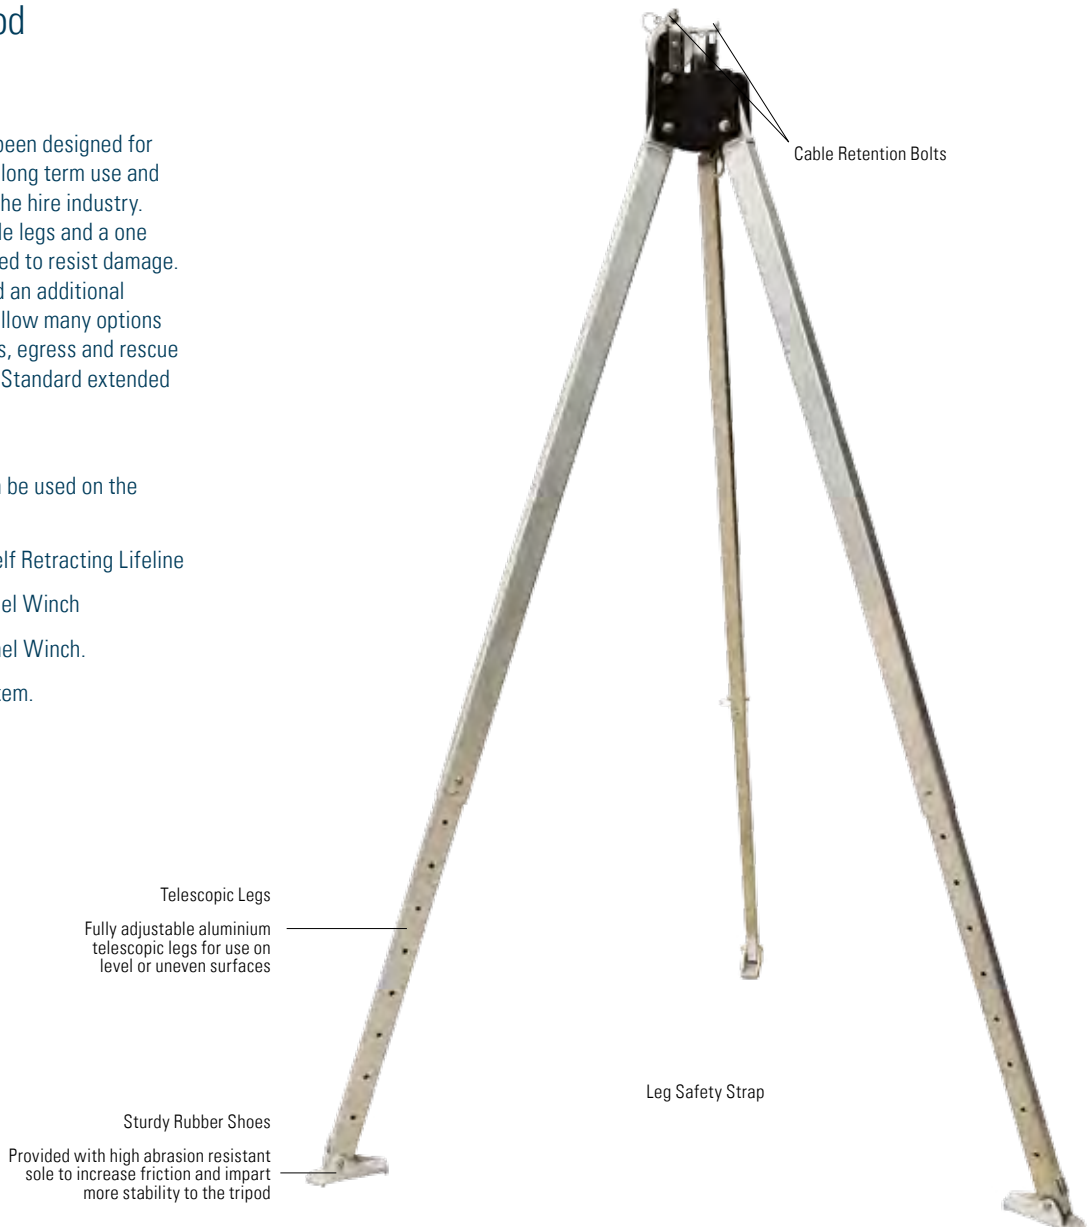 been designed for
long term use and
he hire industry.
le legs and a one
ed to resist damage.
d an additional
llow many options
s, egress and rescue
Standard extended
be used on the
elf Retracting Lifeline
el Winch
nel Winch.
tem.
Cable Retention Bolts
Telescopic Legs
Fully adjustable aluminium
telescopic legs for use on
level or uneven surfaces
Leg Safety Strap
Sturdy Rubber Shoes
Provided with high abrasion resistant
sole to increase friction and impart
more stability to the tripod